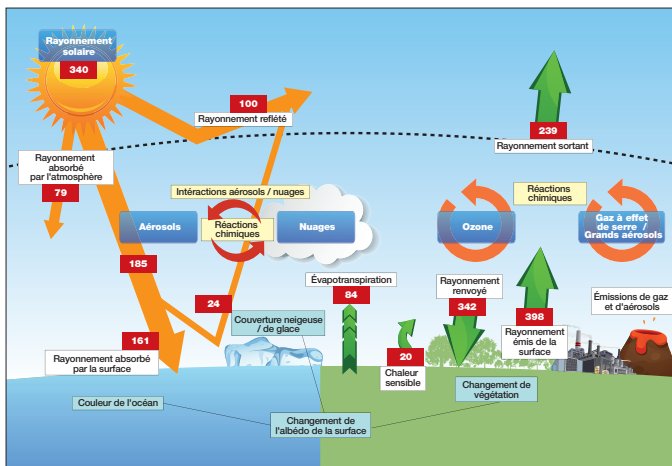 Rayonnement
solaire
340
100
Rayonnement reflété
239
Rayonnement sortant
Rayonnement
absorbé
par l'atmosphère
79
Intéractions aérosols / nuages
Réactions
chimiques
Aérosols
Réactions
chimiques
Nuages
Ozone
Gaz à effet
de serre /
Grands aérosols
185
Évapotranspiration
84
Rayonnement
renvoyé
342
398
Rayonnement
émis de la
surface
Émissions de gaz
et d'aérosols
24
Couverture neigeuse
/ de glace
161
Rayonnement absorbé
par la surface
20
Chaleur
sensible
Changement de
végétation
Couleur de l'océan
Changement de
l'albédo de la surface